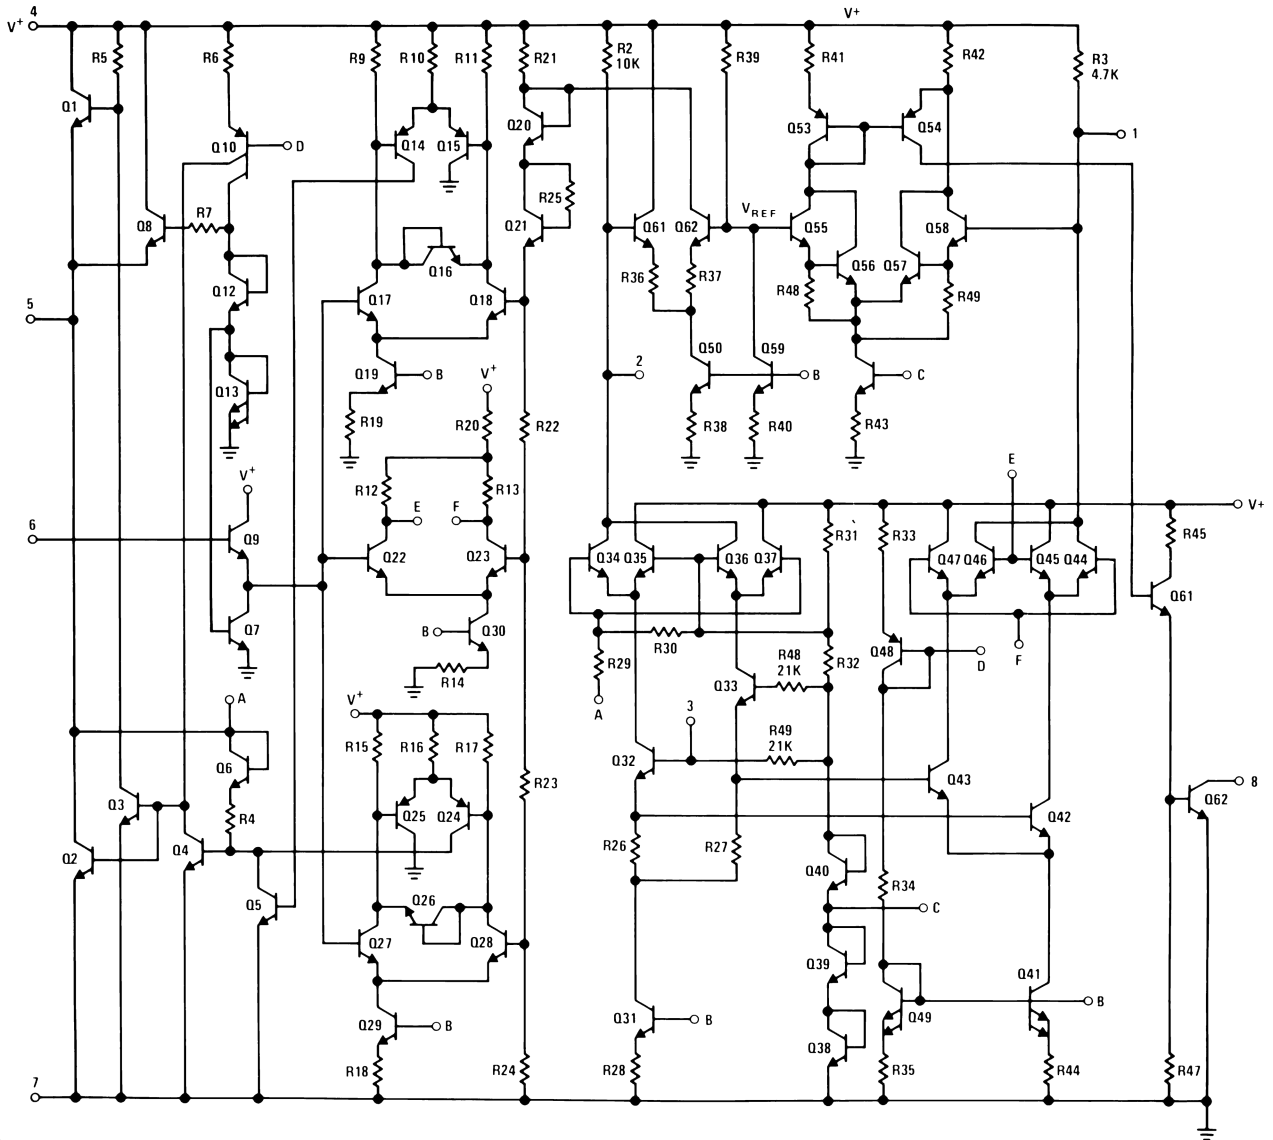 4 V+
V+
R5 R6 R9 R10 R11 R21 R2 10K R39 R41 R42 R3 4.7K
Q1 Q10 D Q14 Q15 Q20 Q53 Q54 1
R7 R25 VREF
Q8 Q21 Q61 Q62 Q55 Q58
Q12 Q16 R36 R37 Q56 Q57
5 Q17 Q18 R48 R49
Q13 Q19 B V+ 2 Q50 Q59 B C
R19 R20 R22 R38 R40 R43
V+ R12 R13 E V+
6 E F R31 ` R33 R45
Q9 Q22 Q23 Q34 Q35 Q36 Q37 Q47 Q46 Q45 Q44
Q7 B Q30 R30 Q61
R14 R29 R48 21K R32 Q48 D F
A V+ A Q33
3 R49 21K
R15 R16 R17 Q32 Q43
Q6 R23 8
Q3 R4 Q25 Q24 Q42 Q62
Q2 Q4 R26 R27 Q40
Q5 Q26 R34 C
Q27 Q28 Q39
Q41
Q29 B Q31 B Q49 B
Q38
7 R18 R24 R28 R35 R44 R47